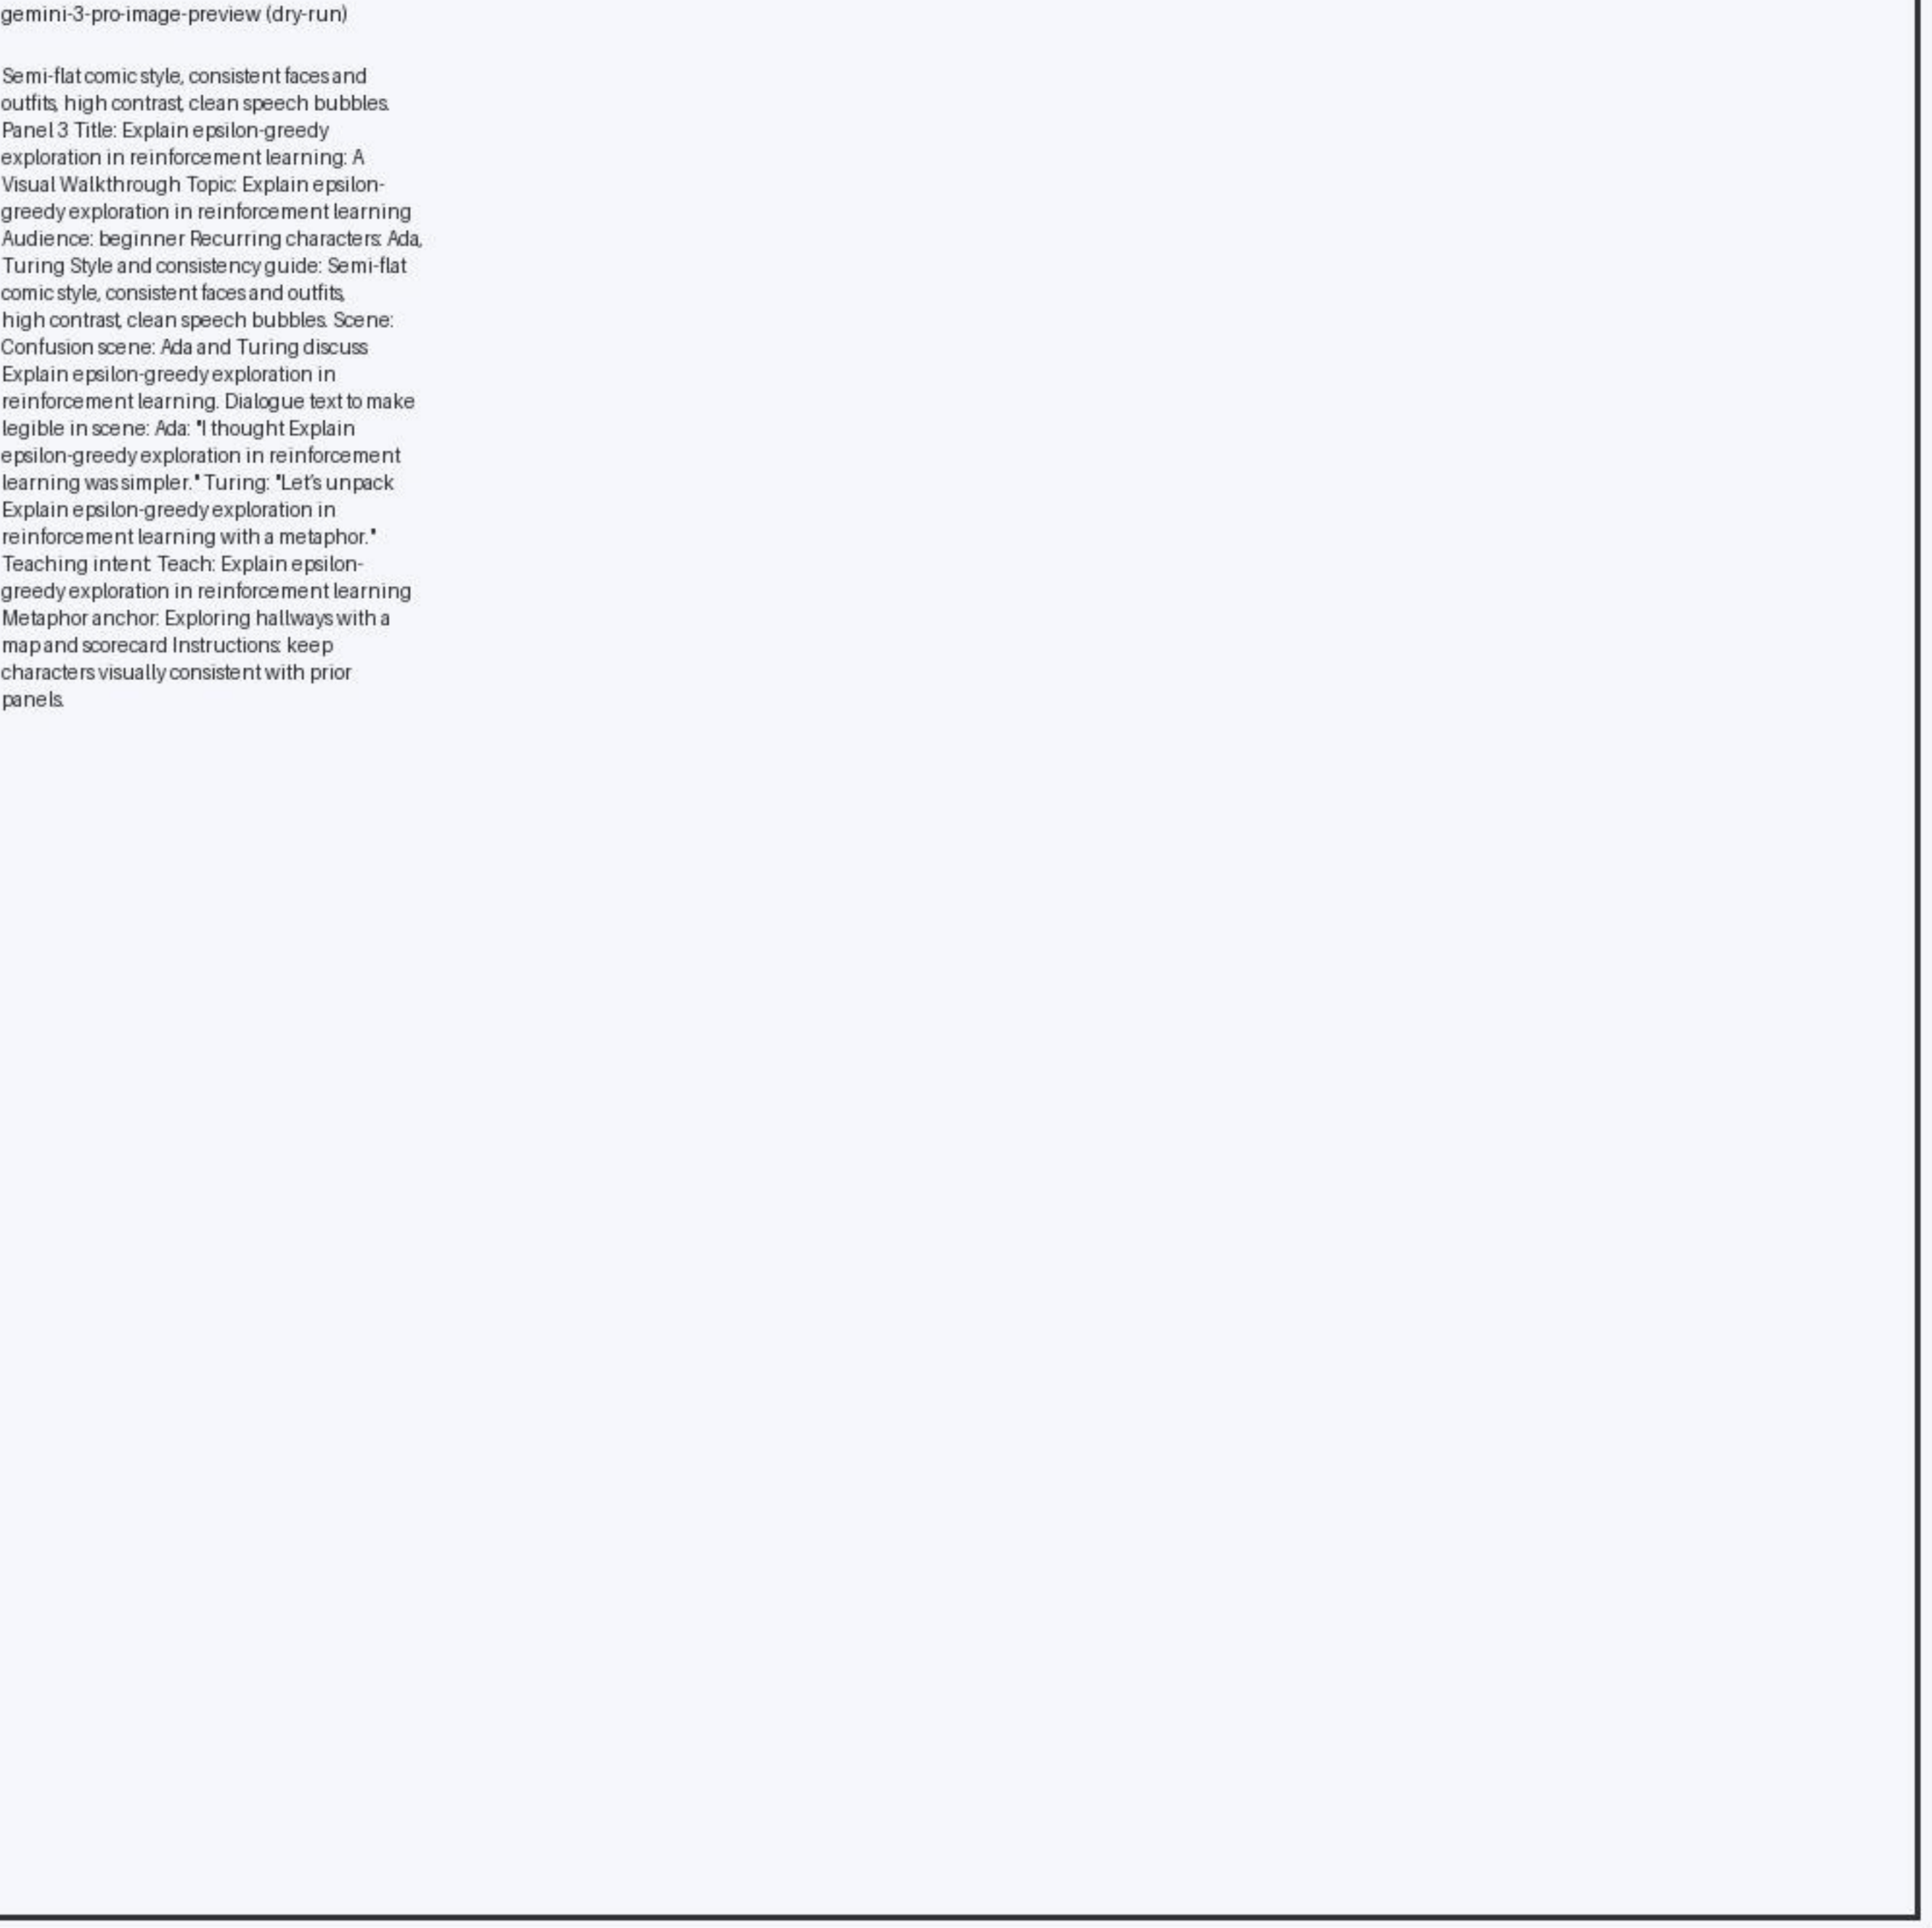 gemini-3-pro-image-preview (dry-run)
Semi-flat comic style, consistent faces and
outfits, high contrast, clean speech bubbles.
Panel 3 Title: Explain epsilon-greedy
exploration in reinforcement learning: A
Visual Walkthrough Topic: Explain epsilon-
greedy exploration in reinforcement learning
Audience: beginner Recurring characters: Ada,
Turing Style and consistency guide: Semi-flat
comic style, consistent faces and outfits,
high contrast, clean speech bubbles. Scene:
Confusion scene: Ada and Turing discuss
Explain epsilon-greedy exploration in
reinforcement learning. Dialogue text to make
legible in scene: Ada: "I thought Explain
epsilon-greedy exploration in reinforcement
learning was simpler." Turing: "Let's unpack
Explain epsilon-greedy exploration in
reinforcement learning with a metaphor."
Teaching intent: Teach: Explain epsilon-
greedy exploration in reinforcement learning
Metaphor anchor: Exploring hallways with a
map and scorecard Instructions: keep
characters visually consistent with prior
panels.